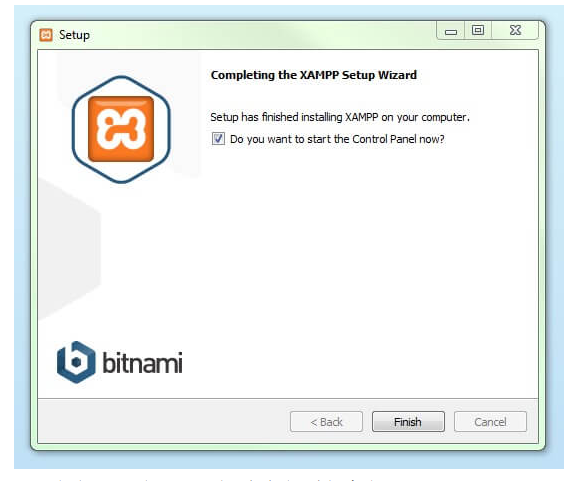 Setup
Completing the XAMPP Setup Wizard
Setup has finished installing XAMPP on your computer.
Do you want to start the Control Panel now?
bitnami
< Back
Finish
Cancel